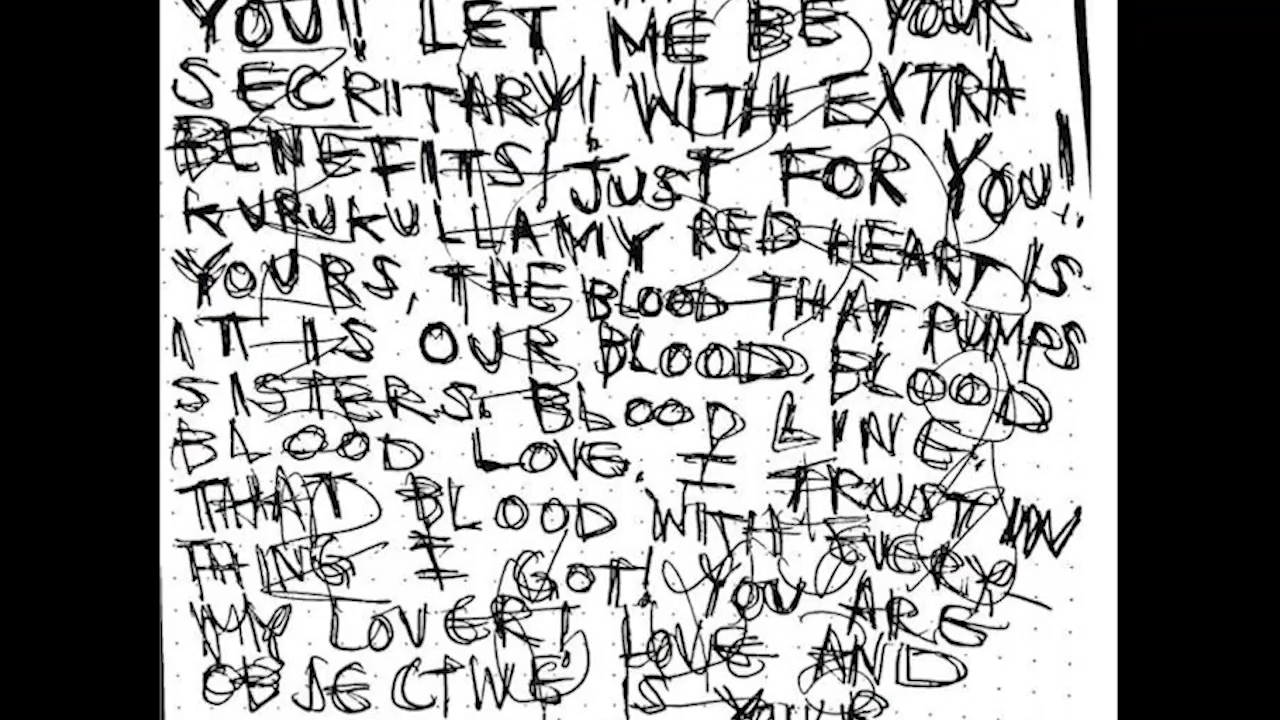 YOU!! LET ME BE YOUR
SECRITARY!! WITH EXTRA
BENEFITS! JUST FOR YOU!!
KURUKULLA MY RED HEART IS
YOURS, THE BLOOD THAT PUMPS
IT IS OUR BLOOD, BLOOD
SISTERS. BLOOD LINE,
BLOOD LOVE. I TRUST IN
THAT BLOOD WITH EVERY
THING I GOT! YOU ARE
MY LOVER! LOVE AND
OBJECTIVE IS YOUR